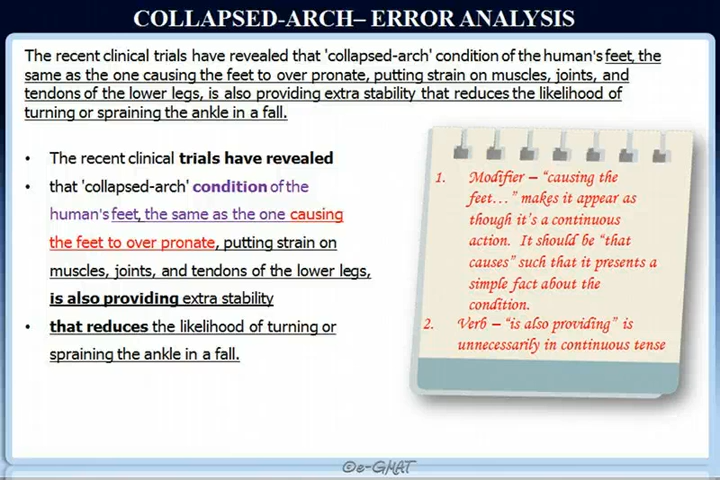 COLLAPSED-ARCH– ERROR ANALYSIS
The recent clinical trials have revealed that 'collapsed-arch' condition of the human's feet, the
same as the one causing the feet to over pronate, putting strain on muscles, joints, and
tendons of the lower legs, is also providing extra stability that reduces the likelihood of
turning or spraining the ankle in a fall.
• The recent clinical trials have revealed
• that 'collapsed-arch' condition of the
human's feet, the same as the one causing
the feet to over pronate, putting strain on
muscles, joints, and tendons of the lower legs,
is also providing extra stability
• that reduces the likelihood of turning or
spraining the ankle in a fall.
1. Modifier – “causing the
feet…” makes it appear as
though it's a continuous
action. It should be “that
causes” such that it presents a
simple fact about the
condition.
2. Verb – “is also providing” is
unnecessarily in continuous tense
©e-GMAT